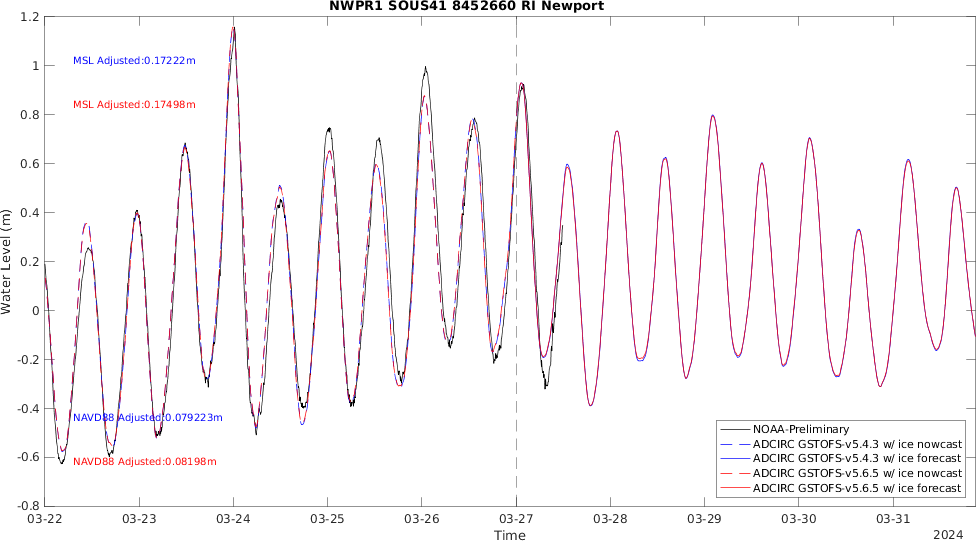 NWPR1 SOUS41 8452660 RI Newport
1.2
1
0.8
0.6
0.4
0.2
0
-0.2
-0.4
-0.6
-0.8
Water Level (m)
MSL Adjusted:0.17222m
MSL Adjusted:0.17498m
NAVD88 Adjusted:0.079223m
NAVD88 Adjusted:0.08198m
NOAA-Preliminary
ADCIRC GSTOFS-v5.4.3 w/ ice nowcast
ADCIRC GSTOFS-v5.4.3 w/ ice forecast
ADCIRC GSTOFS-v5.6.5 w/ ice nowcast
ADCIRC GSTOFS-v5.6.5 w/ ice forecast
03-22 03-23 03-24 03-25 03-26 03-27 03-28 03-29 03-30 03-31
Time
2024